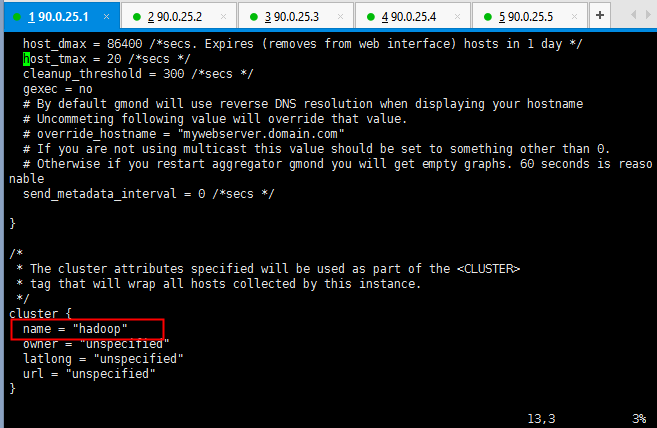 1 90.0.25.1 × 2 90.0.25.2 × 3 90.0.25.3 × 4 90.0.25.4 × 5 90.0.25.5 × +
host_dmax = 86400 /*secs. Expires (removes from web interface) hosts in 1 day */
host_tmax = 20 /*secs */
cleanup_threshold = 300 /*secs */
gexec = no
# By default gmond will use reverse DNS resolution when displaying your hostname
# Uncommeting following value will override that value.
# override_hostname = "mywebserver.domain.com"
# If you are not using multicast this value should be set to something other than 0.
# Otherwise if you restart aggregator gmond you will get empty graphs. 60 seconds is reaso
nable
send_metadata_interval = 0 /*secs */
}
/*
* The cluster attributes specified will be used as part of the <CLUSTER>
* tag that will wrap all hosts collected by this instance.
*/
cluster {
name = "hadoop"
owner = "unspecified"
latlong = "unspecified"
url = "unspecified"
}
13,3 3%